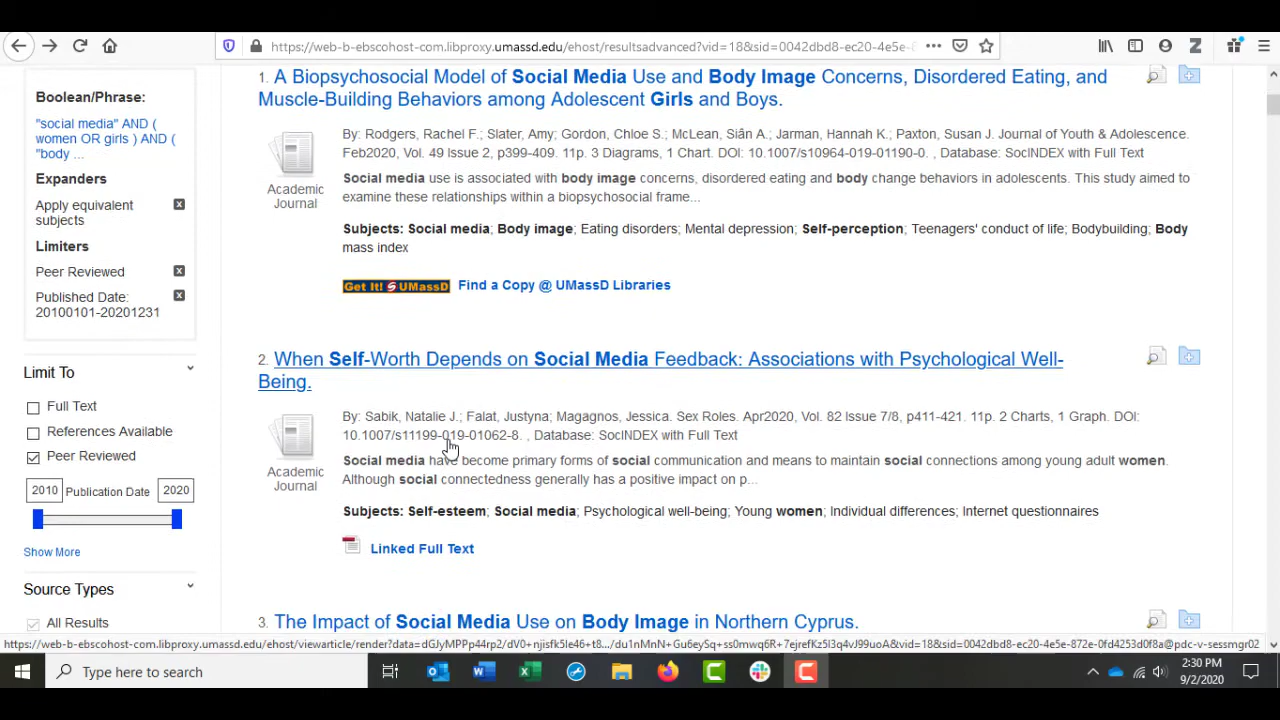 https://web-b-ebscohost-com.libproxy.umassd.edu/ehost/resultsadvanced?vid=18&sid=0042dbd8-ec20-4e5e-
Boolean/Phrase:
"social media" AND (
women OR girls ) AND (
"body ...
Expanders
Apply equivalent
subjects
Limiters
Peer Reviewed
Published Date:
20100101-20201231
Limit To
Full Text
References Available
Peer Reviewed
2010 Publication Date 2020
Show More
Source Types
All Results
1. A Biopsychosocial Model of Social Media Use and Body Image Concerns, Disordered Eating, and
Muscle-Building Behaviors among Adolescent Girls and Boys.
Academic
Journal
By: Rodgers, Rachel F.; Slater, Amy; Gordon, Chloe S.; McLean, Siân A.; Jarman, Hannah K.; Paxton, Susan J. Journal of Youth & Adolescence.
Feb2020, Vol. 49 Issue 2, p399-409. 11p. 3 Diagrams, 1 Chart. DOI: 10.1007/s10964-019-01190-0. , Database: SocINDEX with Full Text
Social media use is associated with body image concerns, disordered eating and body change behaviors in adolescents. This study aimed to
examine these relationships within a biopsychosocial frame...
Subjects: Social media; Body image; Eating disorders; Mental depression; Self-perception; Teenagers' conduct of life; Bodybuilding; Body
mass index
Get It! S UMassD Find a Copy @ UMassD Libraries
2. When Self-Worth Depends on Social Media Feedback: Associations with Psychological Well-
Being.
Academic
Journal
By: Sabik, Natalie J.; Falat, Justyna; Magagnos, Jessica. Sex Roles. Apr2020, Vol. 82 Issue 7/8, p411-421. 11p. 2 Charts, 1 Graph. DOI:
10.1007/s11199-019-01062-8. , Database: SocINDEX with Full Text
Social media have become primary forms of social communication and means to maintain social connections among young adult women.
Although social connectedness generally has a positive impact on p...
Subjects: Self-esteem; Social media; Psychological well-being; Young women; Individual differences; Internet questionnaires
Linked Full Text
3. The Impact of Social Media Use on Body Image in Northern Cyprus.
Type here to search
2:30 PM
9/2/2020